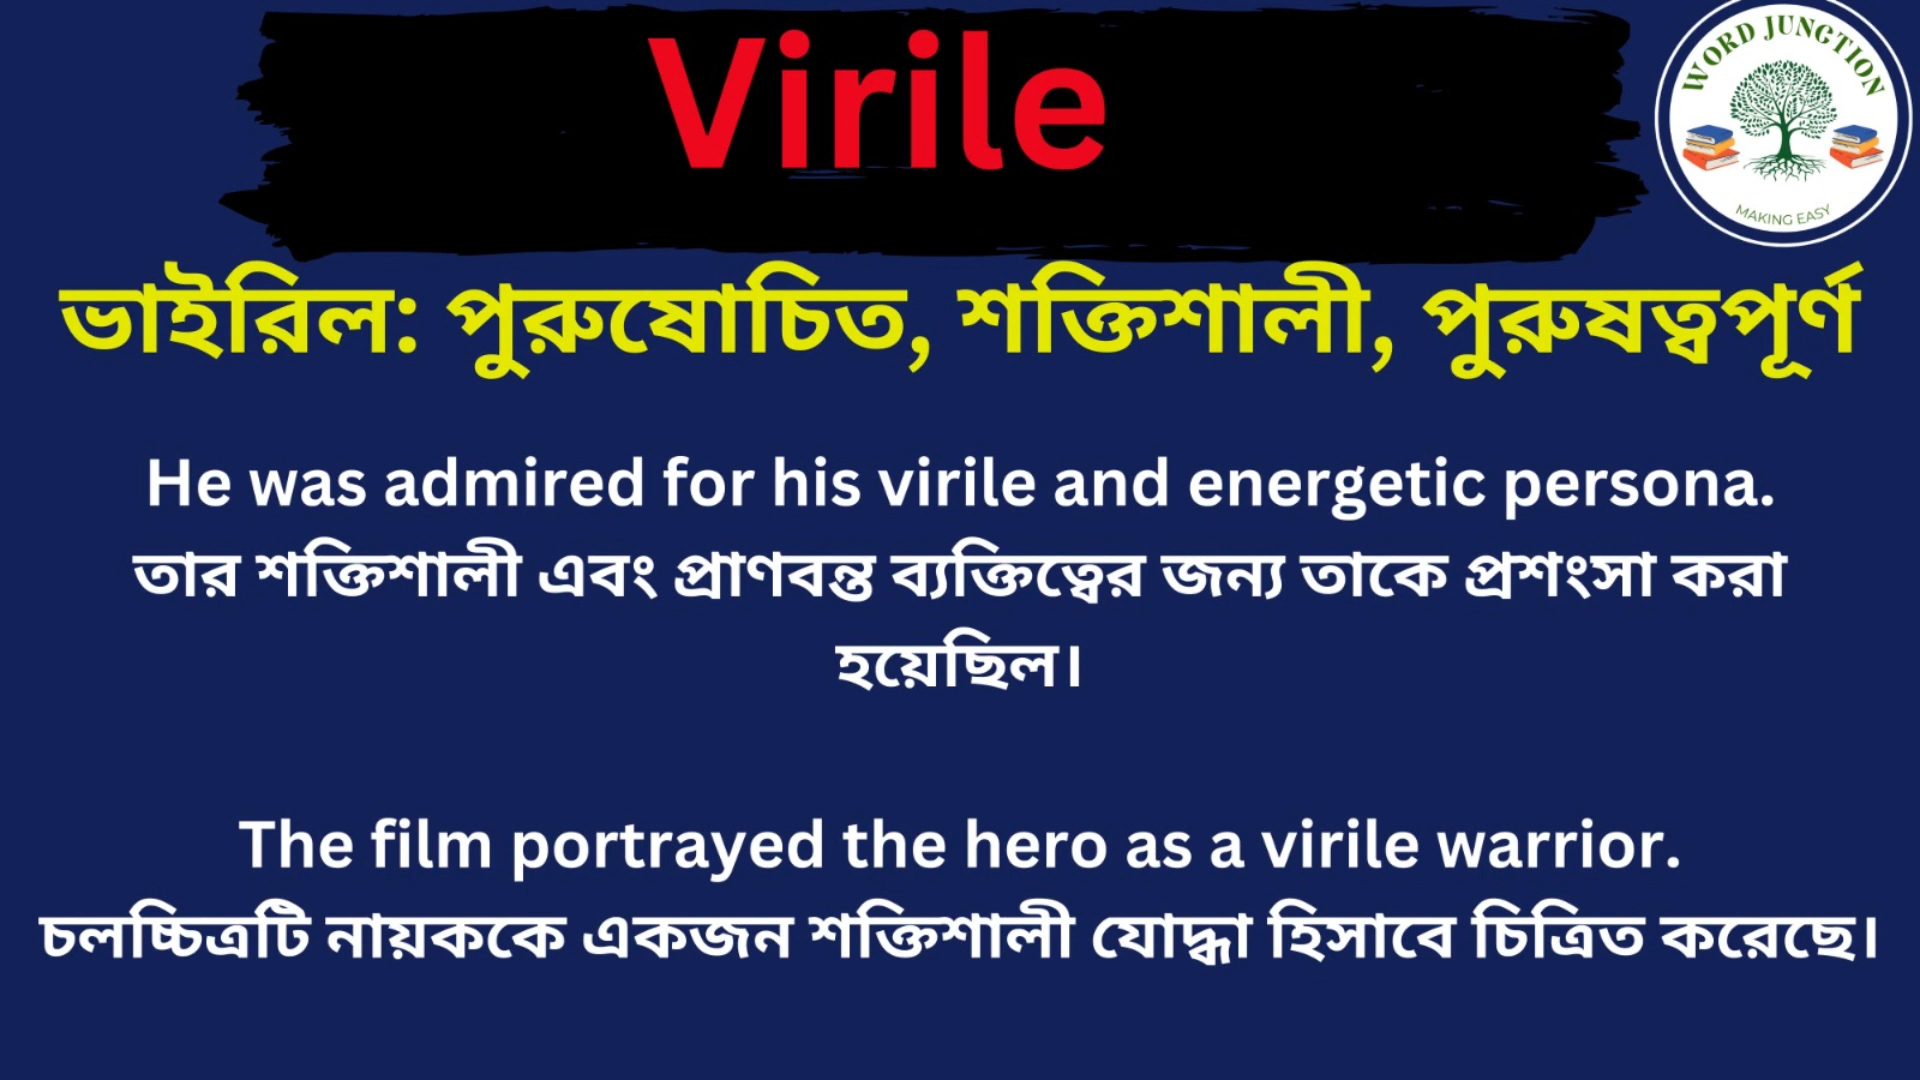 Virile
WORD JUNCTION
MAKING EASY
ভাইরিল: পুরুষোচিত, শক্তিশালী, পুরুষত্বপূর্ণ
He was admired for his virile and energetic persona.
তার শক্তিশালী এবং প্রাণবন্ত ব্যক্তিত্বের জন্য তাকে প্রশংসা করা
হয়েছিল।
The film portrayed the hero as a virile warrior.
চলচ্চিত্রটি নায়ককে একজন শক্তিশালী যোদ্ধা হিসাবে চিত্রিত করেছে।